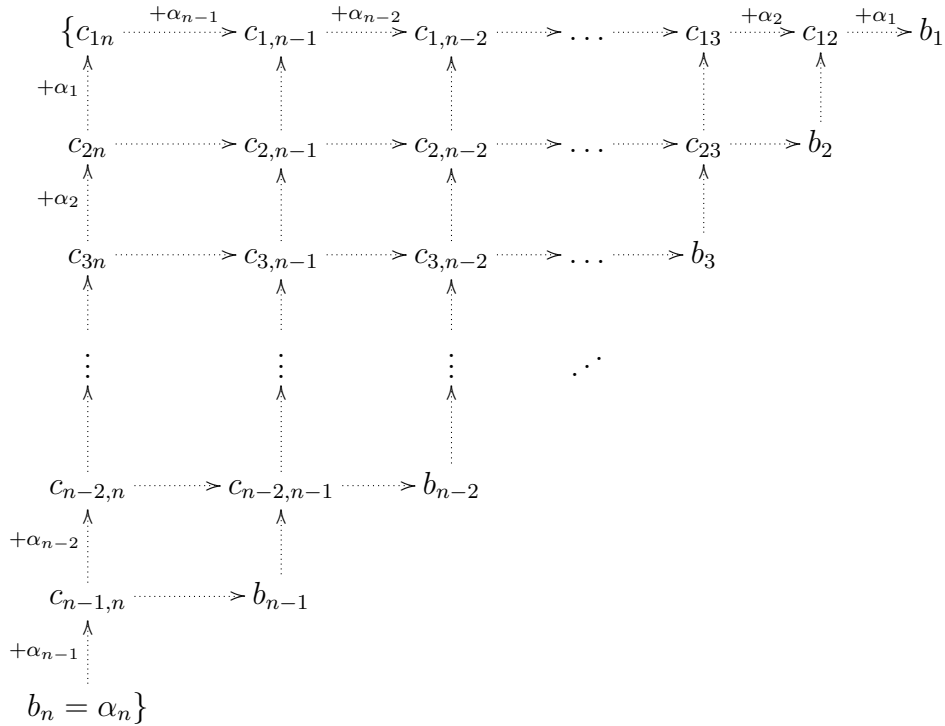 +α_{n−1} +α_{n−2} +α_2 +α_1
{c_{1n} c_{1,n−1} c_{1,n−2} … c_{13} c_{12} b_1
+α_1
c_{2n} c_{2,n−1} c_{2,n−2} … c_{23} b_2
+α_2
c_{3n} c_{3,n−1} c_{3,n−2} … b_3
⋮ ⋮ ⋮ ⋰
c_{n−2,n} c_{n−2,n−1} b_{n−2}
+α_{n−2}
c_{n−1,n} b_{n−1}
+α_{n−1}
b_n = α_n}